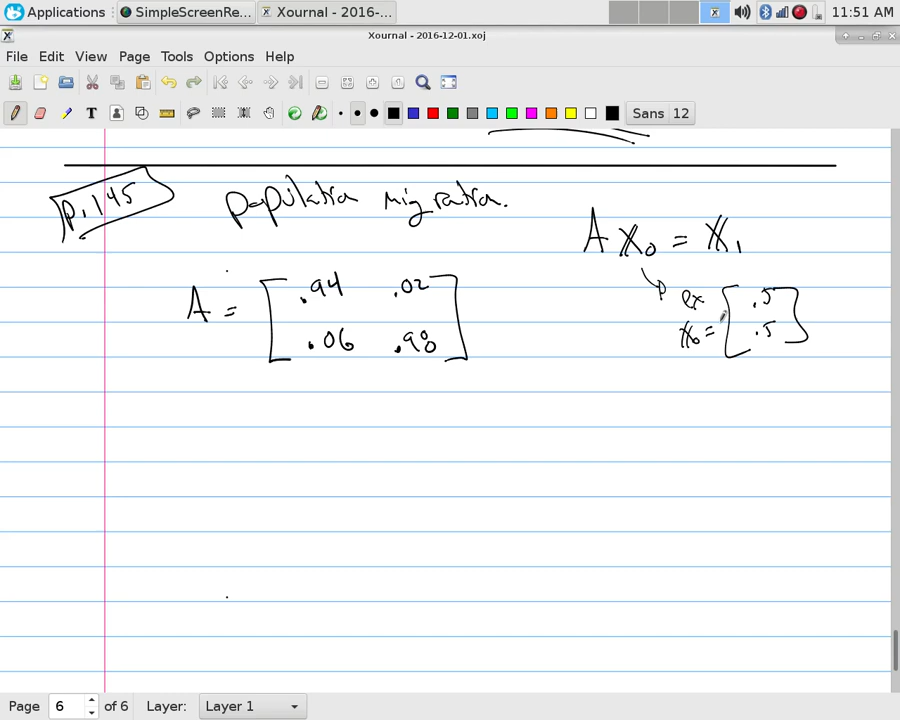 Applications SimpleScreenRe... Xournal - 2016-... 11:51 AM
Xournal - 2016-12-01.xoj
File Edit View Page Tools Options Help
Sans 12
p.145 population migration.
A X₀ = X₁
A = [ .94 .02
.06 .98 ]
ex
X₀ = [ .5
.5 ]
Page 6 of 6 Layer: Layer 1